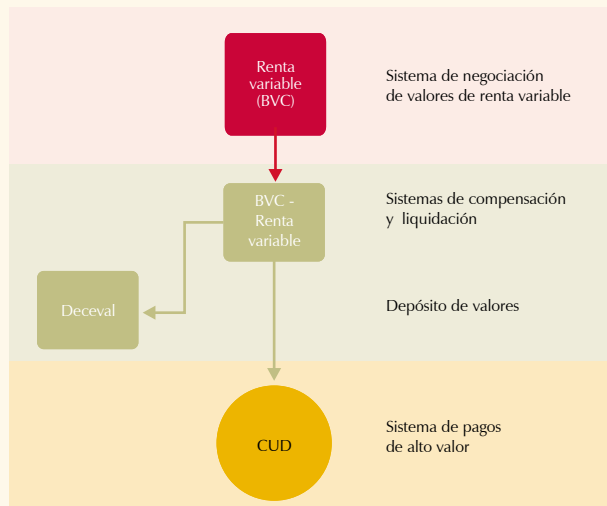 Renta
variable
(BVC)
Sistema de negociación
de valores de renta variable
BVC -
Renta
variable
Sistemas de compensación
y liquidación
Deceval
Depósito de valores
CUD
Sistema de pagos
de alto valor